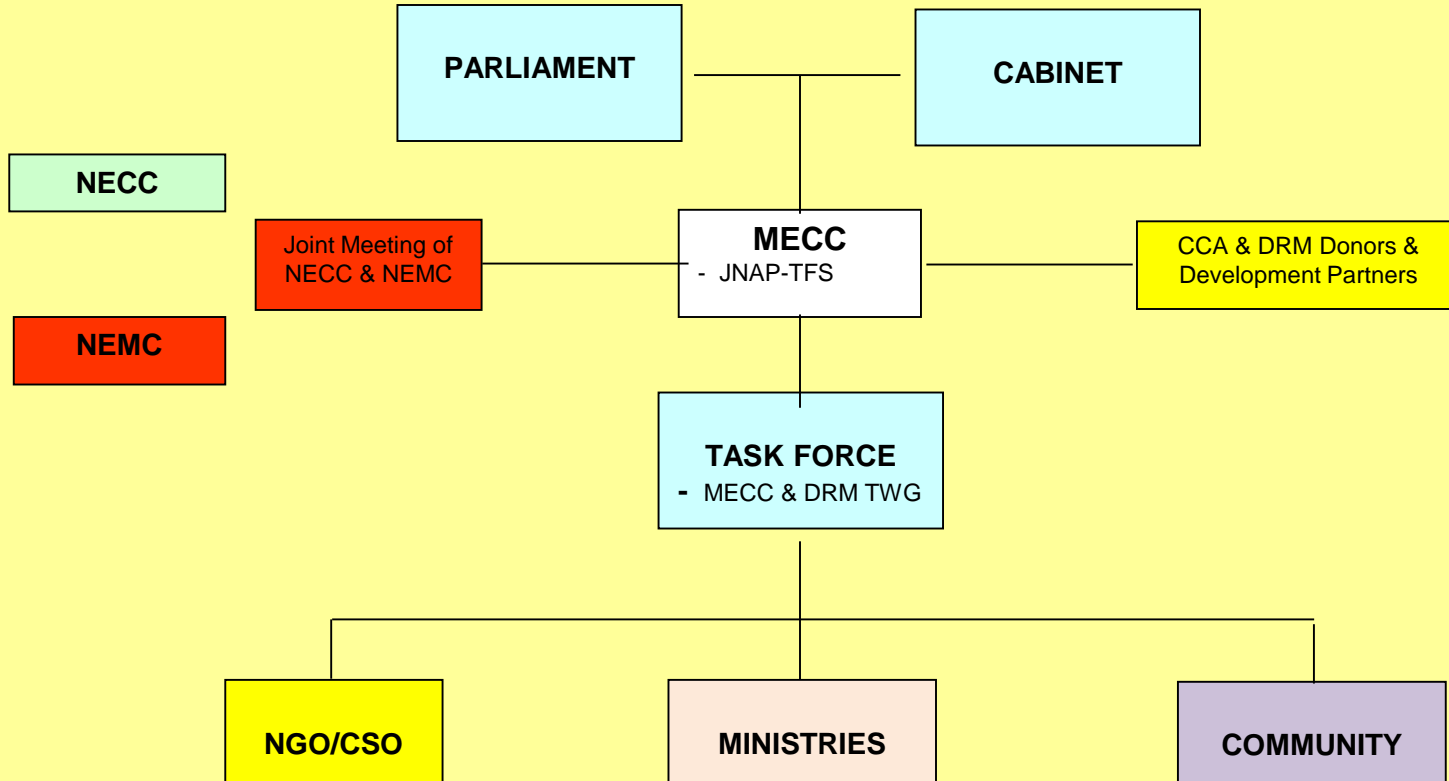 PARLIAMENT
CABINET
NECC
Joint Meeting of
NECC & NEMC
MECC
- JNAP-TFS
CCA & DRM Donors &
Development Partners
NEMC
TASK FORCE
- MECC & DRM TWG
NGO/CSO
MINISTRIES
COMMUNITY